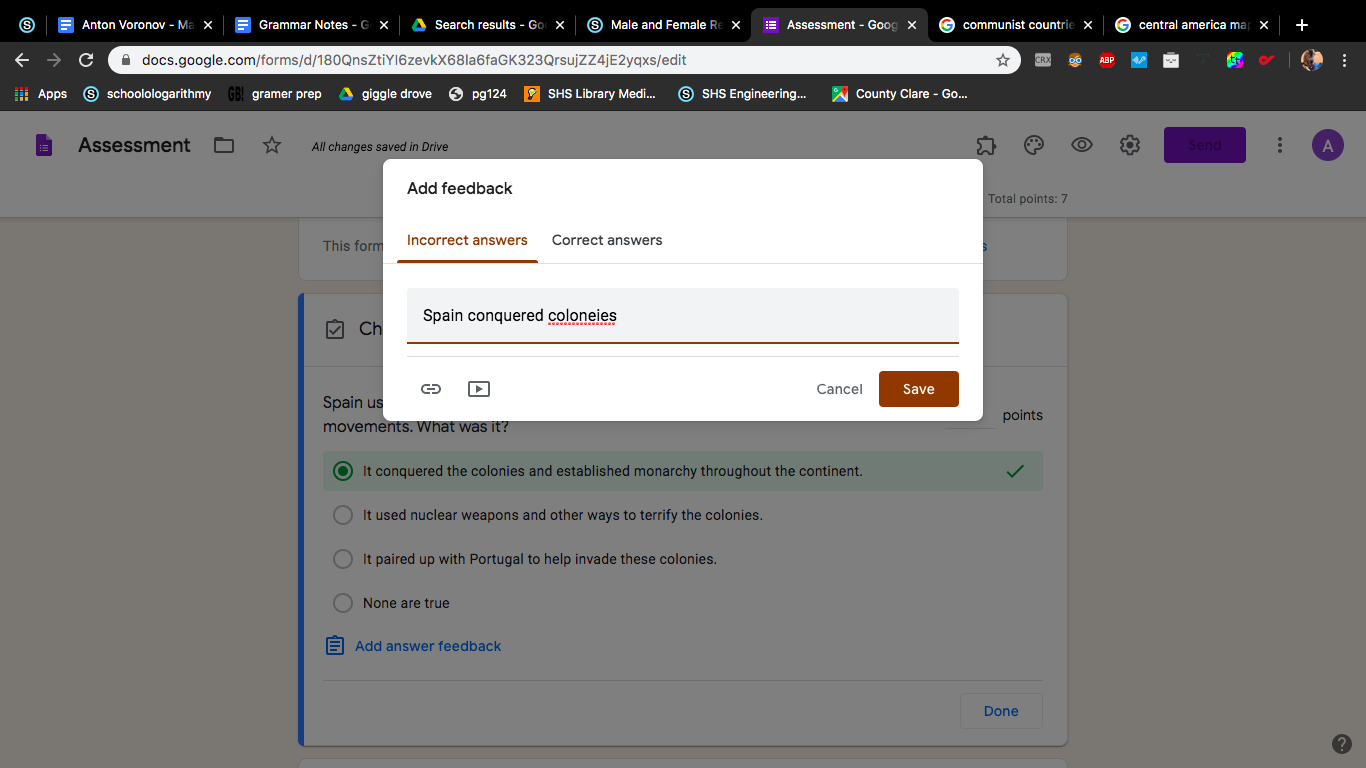 Anton Voronov - Ma
Grammar Notes - G
Search results - Go
Male and Female Re
Assessment - Goog
communist countrie
central america ma
docs.google.com/forms/d/180QnsZtiYI6zevkX68Ia6faGK323QrsujZZ4jE2yqxs/edit
CRX
ABP
Apps
schoolologarithmy
GB!
gramer prep
giggle drove
pg124
SHS Library Medi...
SHS Engineering...
County Clare - Go...
Assessment
All changes saved in Drive
Send
A
Total points: 7
Add feedback
This form
Incorrect answers
Correct answers
Spain conquered coloneies
Ch
Cancel
Save
Spain us
points
movements. What was it?
It conquered the colonies and established monarchy throughout the continent.
It used nuclear weapons and other ways to terrify the colonies.
It paired up with Portugal to help invade these colonies.
None are true
Add answer feedback
Done